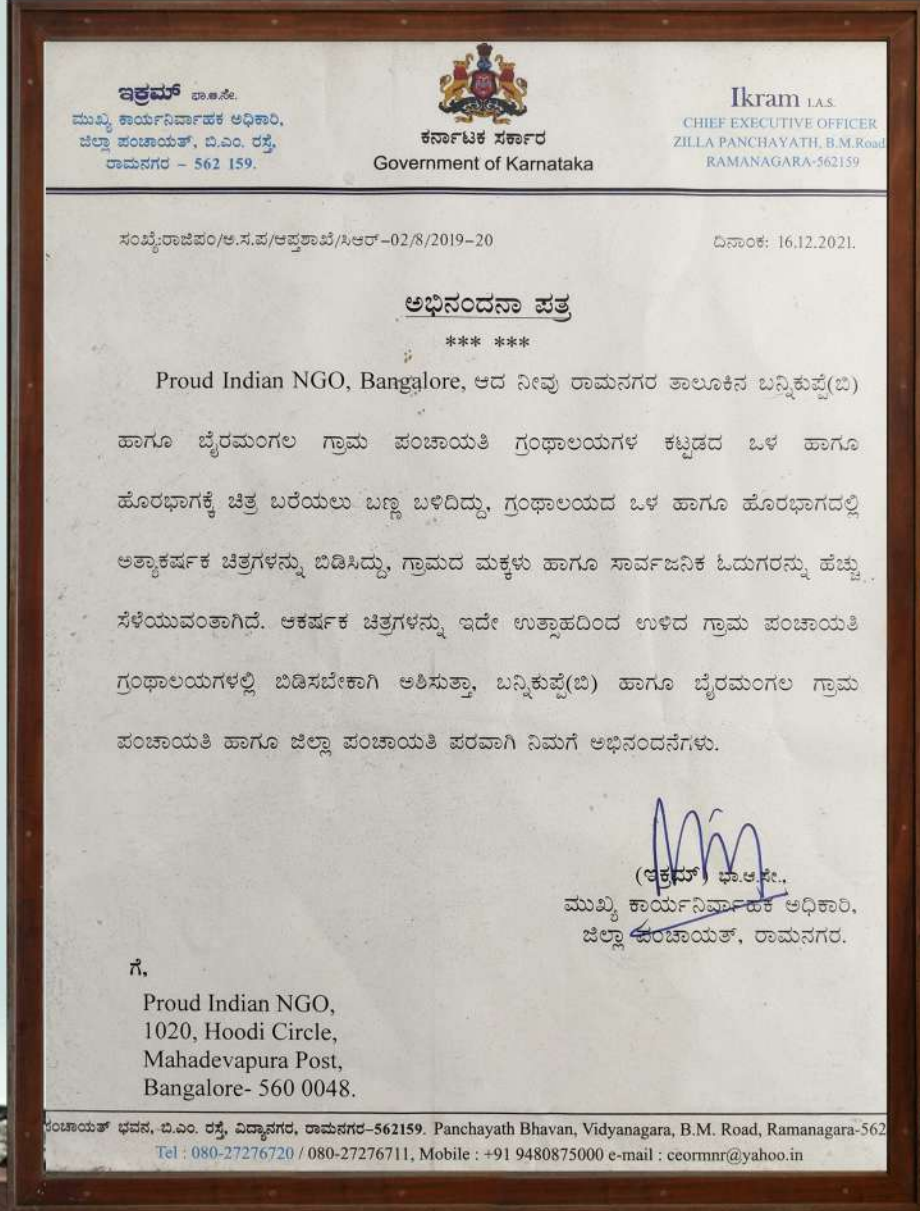 ಇಕ್ರಮ್ ಭಾ.ಆ.ಸೇ.
ಮುಖ್ಯ ಕಾರ್ಯನಿರ್ವಾಹಕ ಅಧಿಕಾರಿ,
ಜಿಲ್ಲಾ ಪಂಚಾಯತ್, ಬಿ.ಎಂ. ರಸ್ತೆ,
ರಾಮನಗರ – 562 159.
ಕರ್ನಾಟಕ ಸರ್ಕಾರ
Government of Karnataka
Ikram I.A.S.
CHIEF EXECUTIVE OFFICER
ZILLA PANCHAYATH, B.M.Road
RAMANAGARA-562159
ಸಂಖ್ಯೆ:ರಾಜಿಪಂ/ಅ.ಸ.ಪ/ಆಪ್ತಶಾಖೆ/ಸಿಆರ್-02/8/2019-20
ದಿನಾಂಕ: 16.12.2021.
ಅಭಿನಂದನಾ ಪತ್ರ
*** ***
Proud Indian NGO, Bangalore, ಆದ ನೀವು ರಾಮನಗರ ತಾಲೂಕಿನ ಬನ್ನಿಕುಪ್ಪೆ(ಬಿ)
ಹಾಗೂ ಬೈರಮಂಗಲ ಗ್ರಾಮ ಪಂಚಾಯತಿ ಗ್ರಂಥಾಲಯಗಳ ಕಟ್ಟಡದ ಒಳ ಹಾಗೂ
ಹೊರಭಾಗಕ್ಕೆ ಚಿತ್ರ ಬರೆಯಲು ಬಣ್ಣ ಬಳಿದಿದ್ದು, ಗ್ರಂಥಾಲಯದ ಒಳ ಹಾಗೂ ಹೊರಭಾಗದಲ್ಲಿ
ಅತ್ಯಾಕರ್ಷಕ ಚಿತ್ರಗಳನ್ನು ಬಿಡಿಸಿದ್ದು, ಗ್ರಾಮದ ಮಕ್ಕಳು ಹಾಗೂ ಸಾರ್ವಜನಿಕ ಓದುಗರನ್ನು ಹೆಚ್ಚು
ಸೆಳೆಯುವಂತಾಗಿದೆ. ಆಕರ್ಷಕ ಚಿತ್ರಗಳನ್ನು ಇದೇ ಉತ್ಸಾಹದಿಂದ ಉಳಿದ ಗ್ರಾಮ ಪಂಚಾಯತಿ
ಗ್ರಂಥಾಲಯಗಳಲ್ಲಿ ಬಿಡಿಸಬೇಕಾಗಿ ಆಶಿಸುತ್ತಾ, ಬನ್ನಿಕುಪ್ಪೆ(ಬಿ) ಹಾಗೂ ಬೈರಮಂಗಲ ಗ್ರಾಮ
ಪಂಚಾಯತಿ ಹಾಗೂ ಜಿಲ್ಲಾ ಪಂಚಾಯತಿ ಪರವಾಗಿ ನಿಮಗೆ ಅಭಿನಂದನೆಗಳು.
(ಇಕ್ರಮ್) ಭಾ.ಆ.ಸೇ.,
ಮುಖ್ಯ ಕಾರ್ಯನಿರ್ವಾಹಕ ಅಧಿಕಾರಿ,
ಜಿಲ್ಲಾ ಪಂಚಾಯತ್, ರಾಮನಗರ.
ಗೆ,
Proud Indian NGO,
1020, Hoodi Circle,
Mahadevapura Post,
Bangalore- 560 0048.
ಪಂಚಾಯತ್ ಭವನ, ಬಿ.ಎಂ. ರಸ್ತೆ, ವಿದ್ಯಾನಗರ, ರಾಮನಗರ–562159. Panchayath Bhavan, Vidyanagara, B.M. Road, Ramanagara-562
Tel : 080-27276720 / 080-27276711, Mobile : +91 9480875000 e-mail : ceormnr@yahoo.in